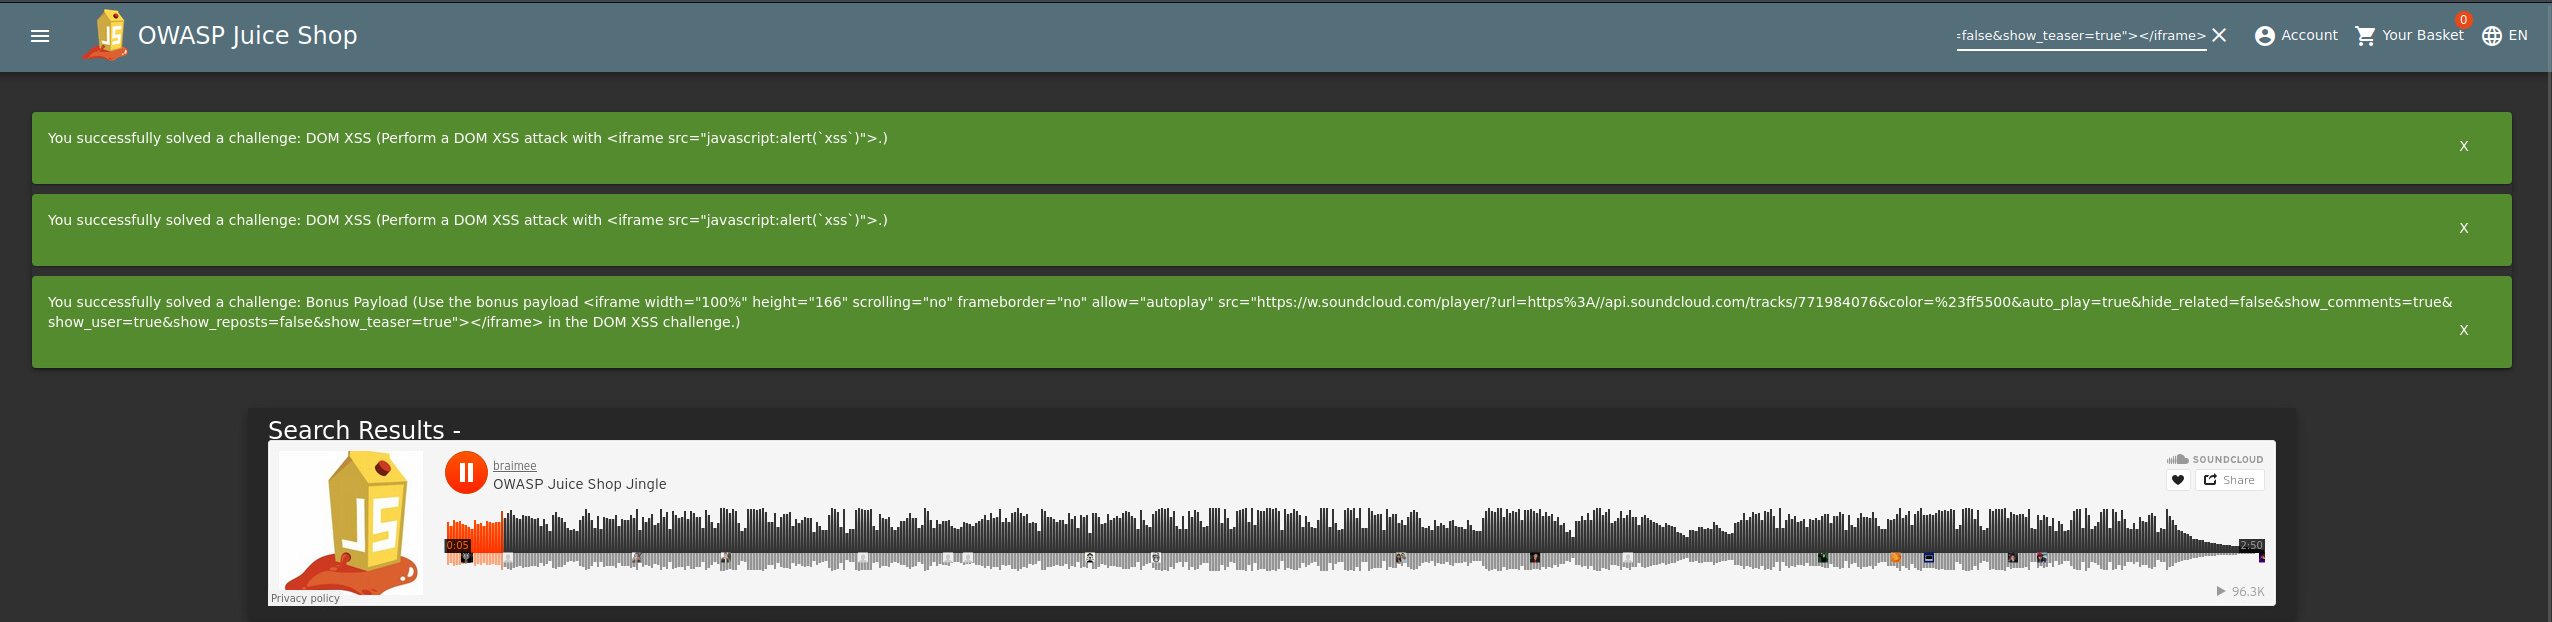 JS OWASP Juice Shop
=false&show_teaser=true"></iframe>
Account
0
Your Basket
EN
You successfully solved a challenge: DOM XSS (Perform a DOM XSS attack with <iframe src="javascript:alert(`xss`)">.)
X
You successfully solved a challenge: DOM XSS (Perform a DOM XSS attack with <iframe src="javascript:alert(`xss`)">.)
X
You successfully solved a challenge: Bonus Payload (Use the bonus payload <iframe width="100%" height="166" scrolling="no" frameborder="no" allow="autoplay" src="https://w.soundcloud.com/player/?url=https%3A//api.soundcloud.com/tracks/771984076&color=%23ff5500&auto_play=true&hide_related=false&show_comments=true&
show_user=true&show_reposts=false&show_teaser=true"></iframe> in the DOM XSS challenge.)
X
Search Results -
JS
braimee
OWASP Juice Shop Jingle
SOUNDCLOUD
Share
0:05
2:50
Privacy policy
96.3K